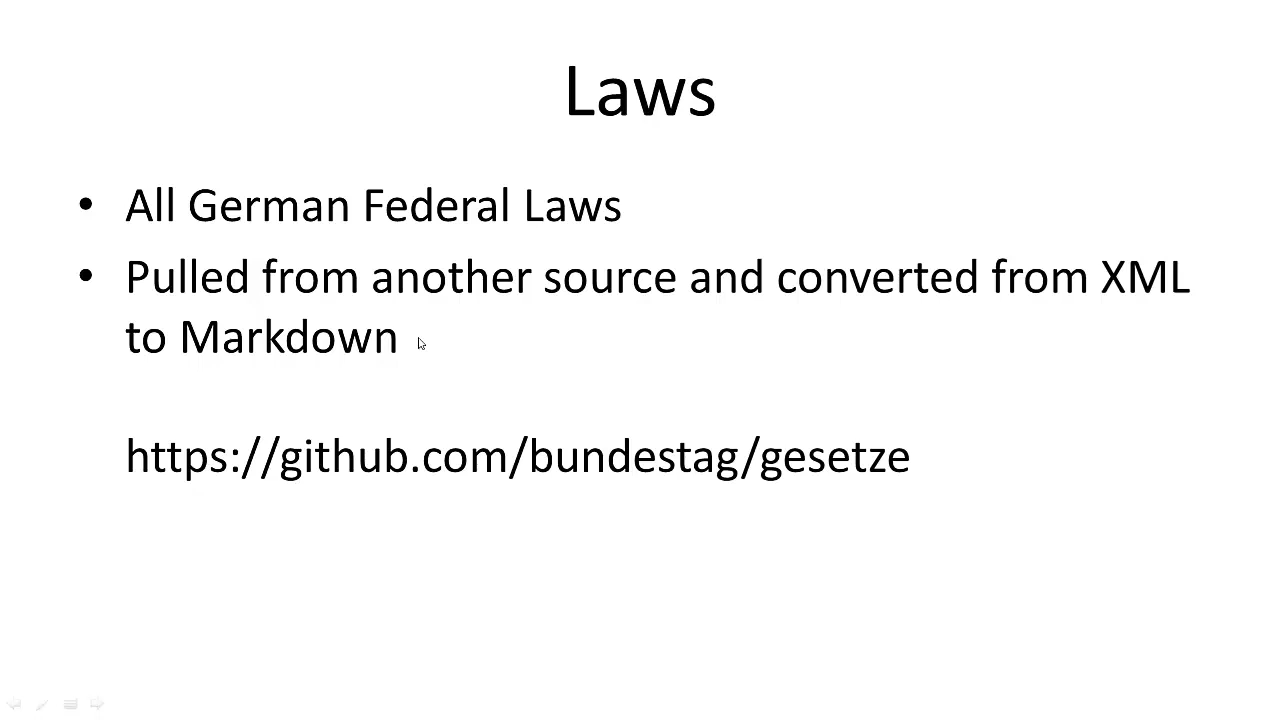 Laws
• All German Federal Laws
• Pulled from another source and converted from XML
to Markdown
https://github.com/bundestag/gesetze